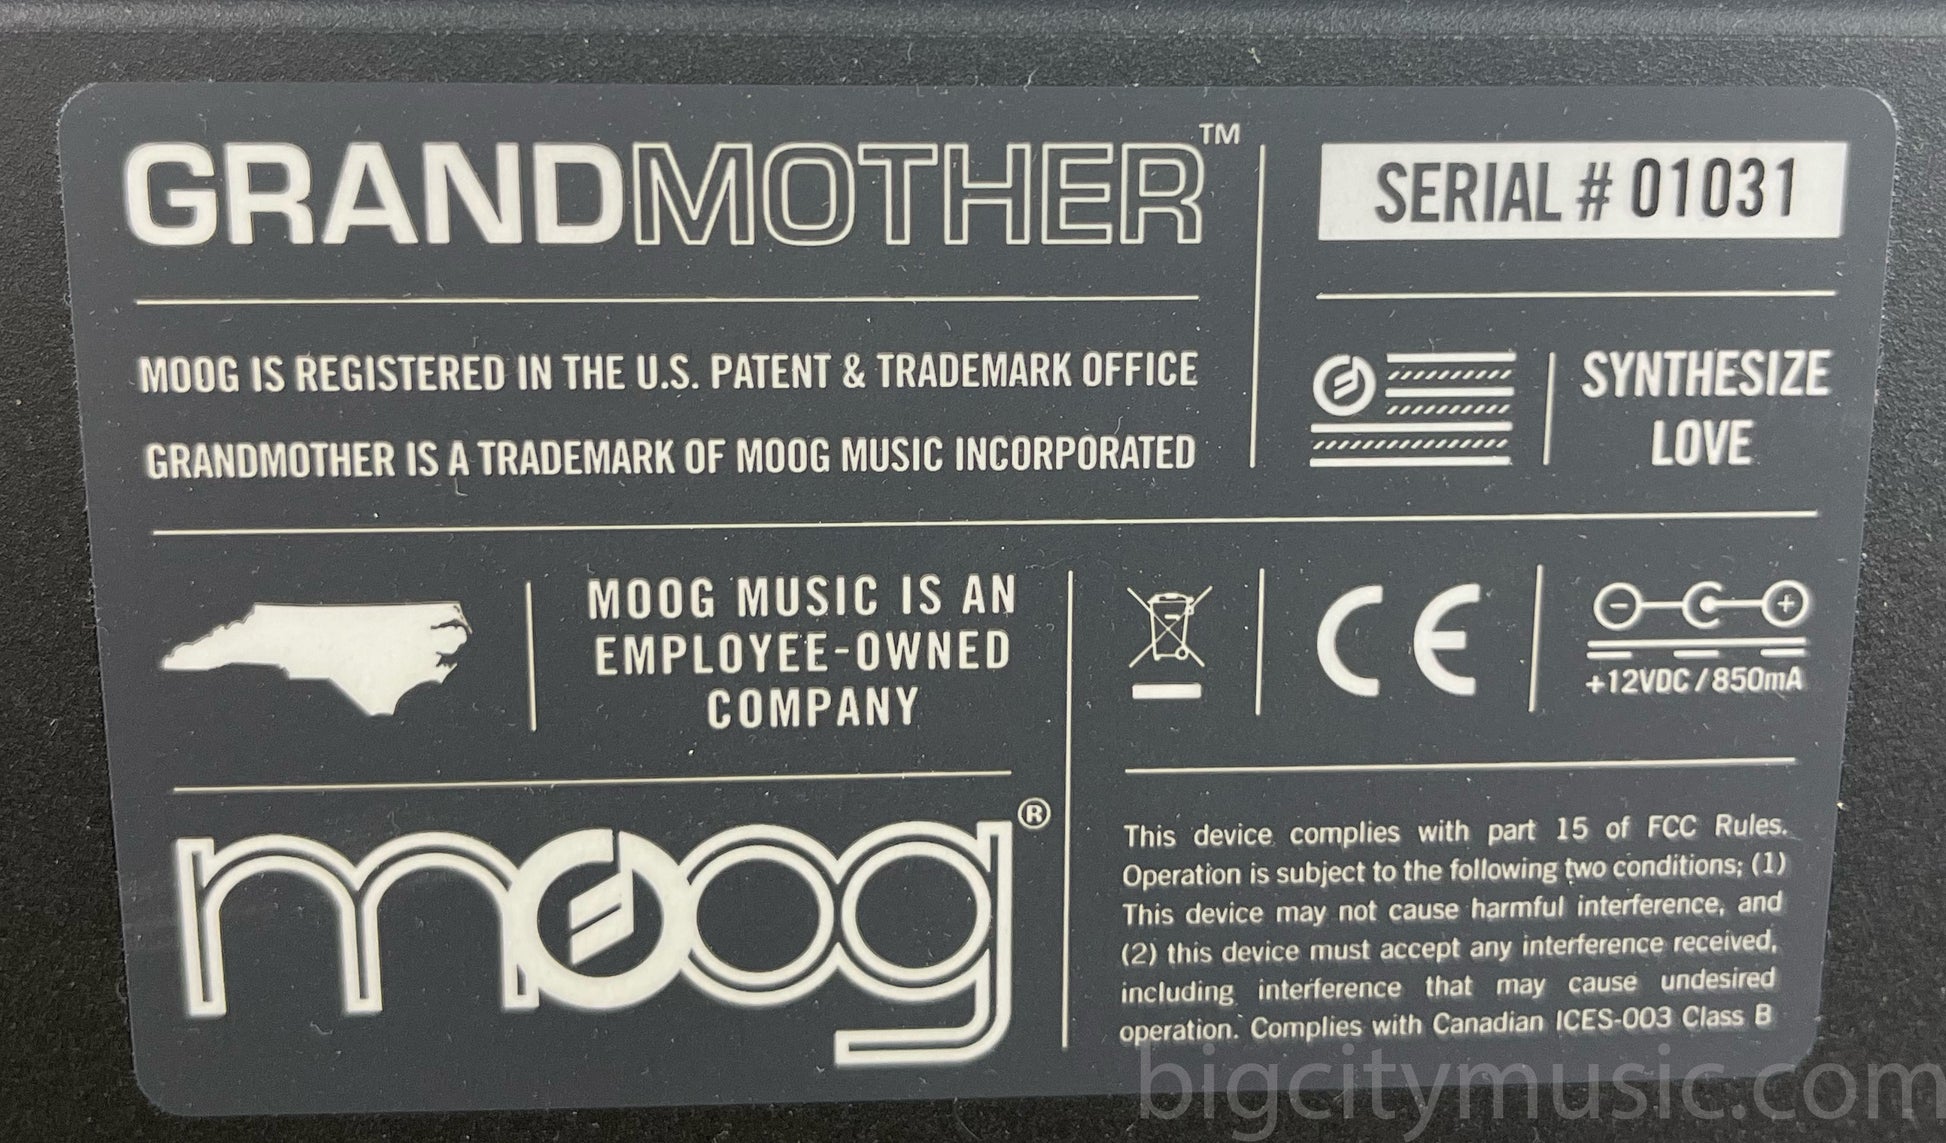 GRANDMOTHER™
SERIAL # 01031
MOOG IS REGISTERED IN THE U.S. PATENT & TRADEMARK OFFICE
GRANDMOTHER IS A TRADEMARK OF MOOG MUSIC INCORPORATED
SYNTHESIZE
LOVE
MOOG MUSIC IS AN
EMPLOYEE-OWNED
COMPANY
CE
+12VDC / 850mA
moog®
This device complies with part 15 of FCC Rules.
Operation is subject to the following two conditions; (1)
This device may not cause harmful interference, and
(2) this device must accept any interference received,
including interference that may cause undesired
operation. Complies with Canadian ICES-003 Class B
bigcitymusic.com